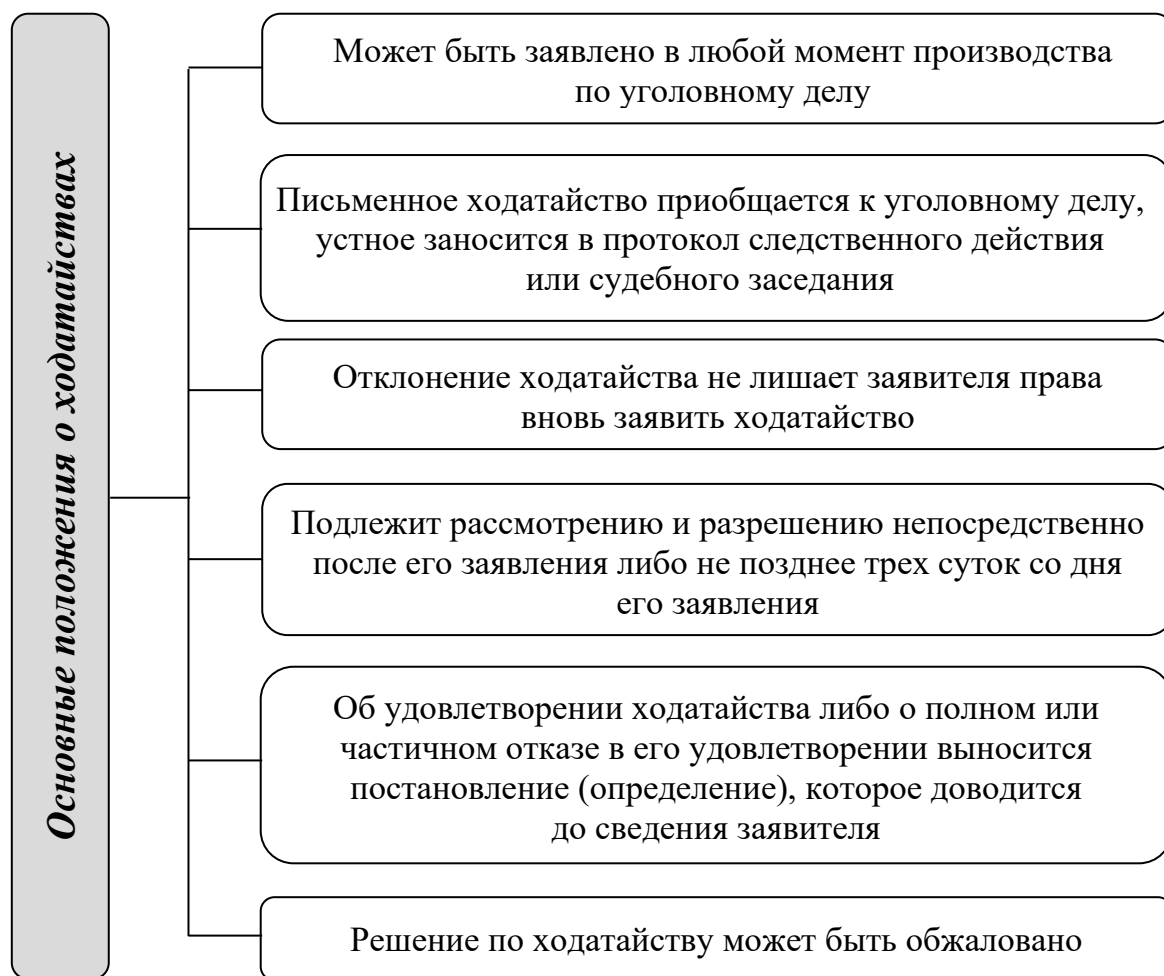 Основные положения о ходатайствах
Может быть заявлено в любой момент производства
по уголовному делу
Письменное ходатайство приобщается к уголовному делу,
устное заносится в протокол следственного действия
или судебного заседания
Отклонение ходатайства не лишает заявителя права
вновь заявить ходатайство
Подлежит рассмотрению и разрешению непосредственно
после его заявления либо не позднее трех суток со дня
его заявления
Об удовлетворении ходатайства либо о полном или
частичном отказе в его удовлетворении выносится
постановление (определение), которое доводится
до сведения заявителя
Решение по ходатайству может быть обжаловано